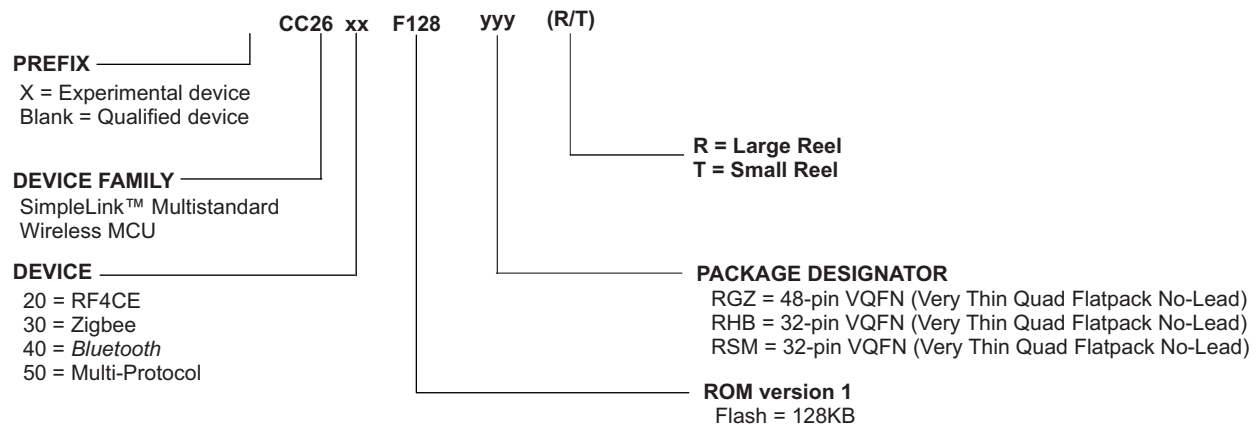 CC26 xx F128 yyy (R/T)
PREFIX
X = Experimental device
Blank = Qualified device
R = Large Reel
T = Small Reel
DEVICE FAMILY
SimpleLink™ Multistandard
Wireless MCU
DEVICE
20 = RF4CE
30 = Zigbee
40 = Bluetooth
50 = Multi-Protocol
PACKAGE DESIGNATOR
RGZ = 48-pin VQFN (Very Thin Quad Flatpack No-Lead)
RHB = 32-pin VQFN (Very Thin Quad Flatpack No-Lead)
RSM = 32-pin VQFN (Very Thin Quad Flatpack No-Lead)
ROM version 1
Flash = 128KB